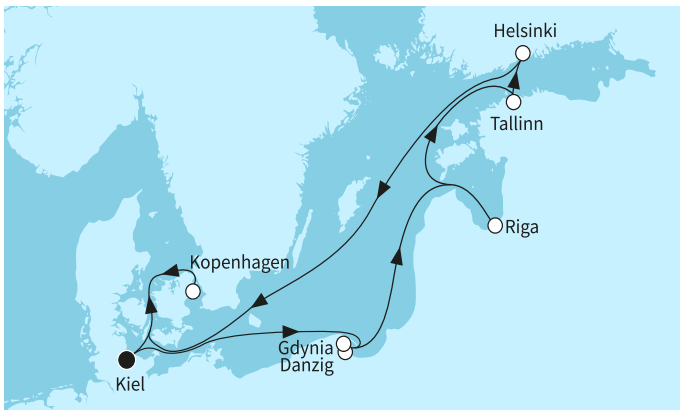 Helsinki
Tallinn
Riga
Kopenhagen
Gdynia
Danzig
Kiel